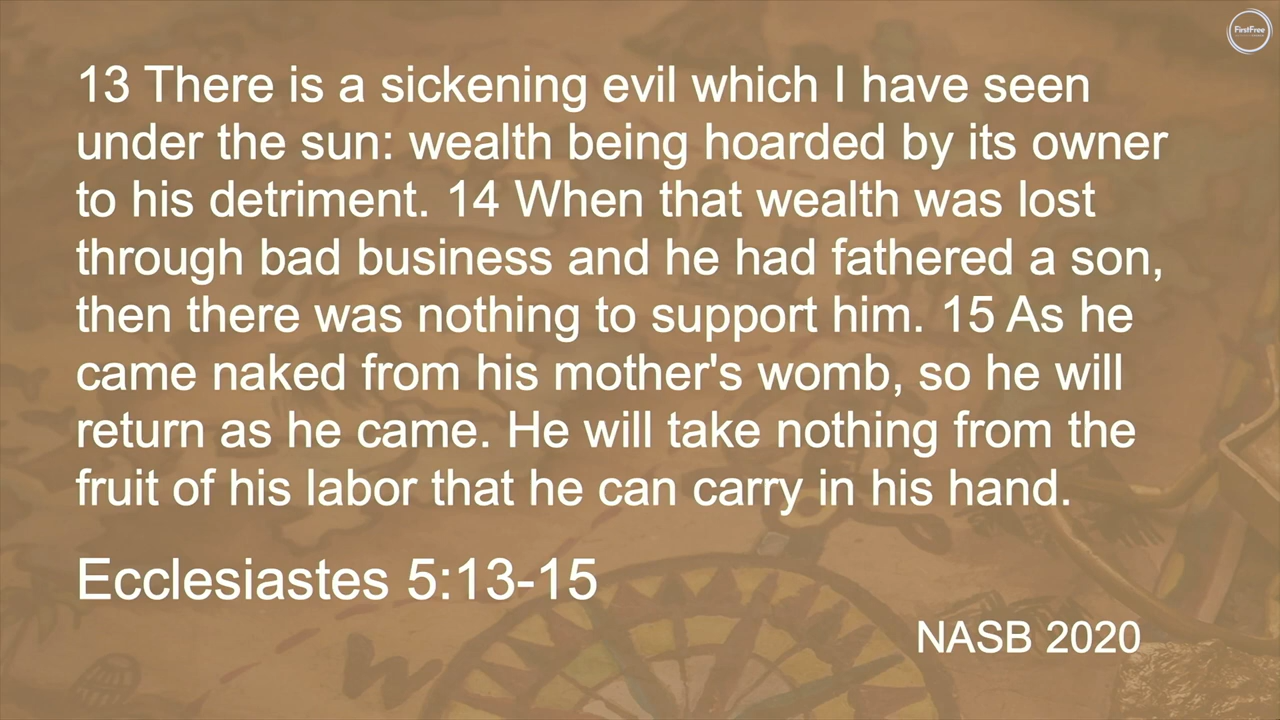 FirstFree
13 There is a sickening evil which I have seen
under the sun: wealth being hoarded by its owner
to his detriment. 14 When that wealth was lost
through bad business and he had fathered a son,
then there was nothing to support him. 15 As he
came naked from his mother's womb, so he will
return as he came. He will take nothing from the
fruit of his labor that he can carry in his hand.
Ecclesiastes 5:13-15
NASB 2020